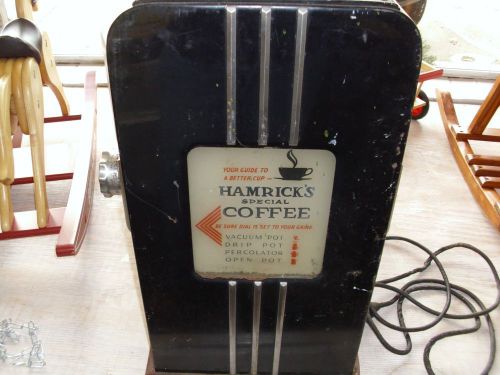 YOUR GUIDE TO
A BETTER CUP —
HAMRICK'S
SPECIAL
COFFEE
BE SURE DIAL IS SET TO YOUR GRIND
VACUUM POT
DRIP POT
PERCOLATOR
OPEN POT